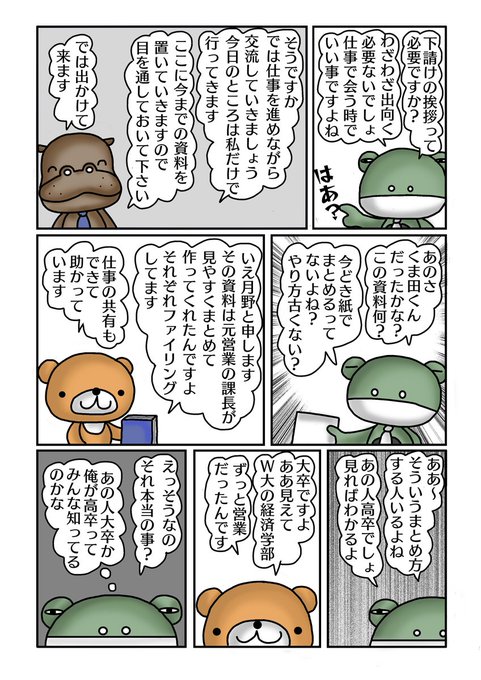 下請けの挨拶って
必要ですか?
わざわざ出向く
必要ないでしょ
仕事で会う時で
いい事ですよね
はあ?
そうですか
では仕事を進めながら
交流していきましょう
今日のところは私だけで
行ってきます
ここに今までの資料を
置いていきますので
目を通しておいて下さい
では出かけて
来ます
あのさ
くま田くん
だったかな?
この資料何?
今どき紙で
まとめるって
ないよね?
やり方古くない?
いえ月野と申します
その資料は元営業の課長が
見やすくまとめて
作ってくれたんですよ
それぞれファイリング
してます
仕事の共有も
できて
助かって
います
ああ
そういうまとめ方
する人いるよね
あの人高卒でしょ
見ればわかるよ
大卒ですよ
ああ見えて
W大の経済学部
ずっと営業
だったんです
えっそうなの
それ本当の事?
あの人大卒か
俺が高卒って
みんな知ってる
のかな